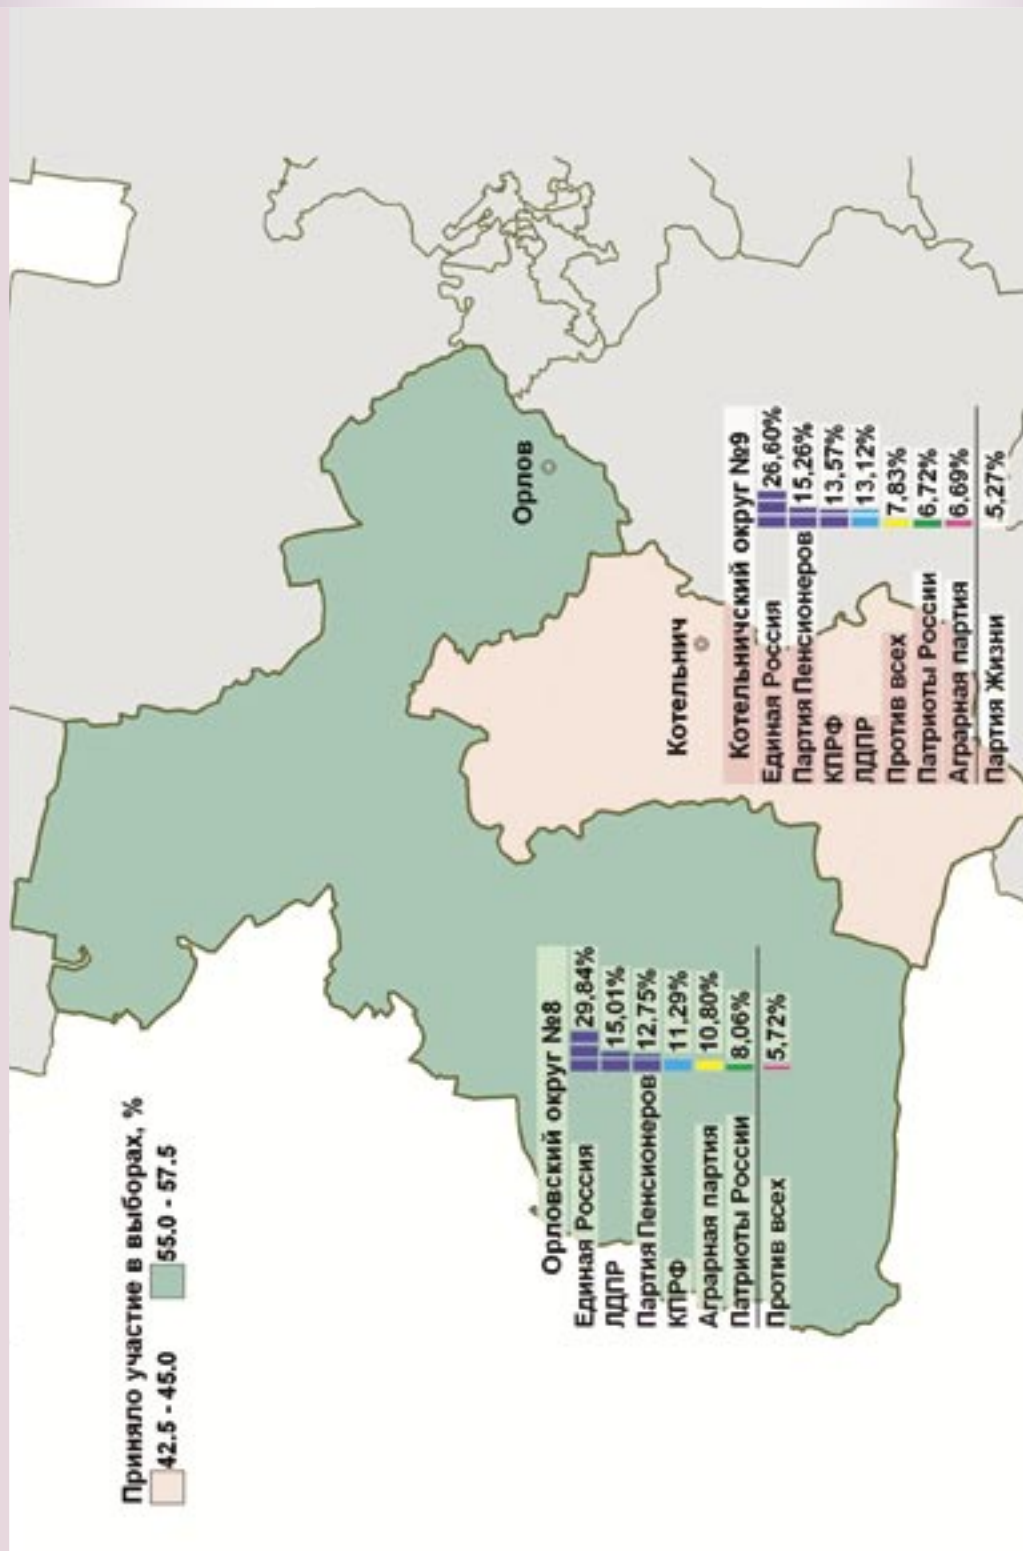 Приняло участие в выборах, %
42.5 - 45.0
55.0 - 57.5
Орловский округ №8
Единая Россия 29,84%
ЛДПР 15,01%
Партия Пенсионеров 12,75%
КПРФ 11,29%
Аграрная партия 10,80%
Патриоты России 8,06%
Против всех 5,72%
Орлов
Котельнич
Котельничский округ №9
Единая Россия 26,60%
Партия Пенсионеров 15,26%
КПРФ 13,57%
ЛДПР 13,12%
Против всех 7,83%
Патриоты России 6,72%
Аграрная партия 6,69%
Партия Жизни 5,27%